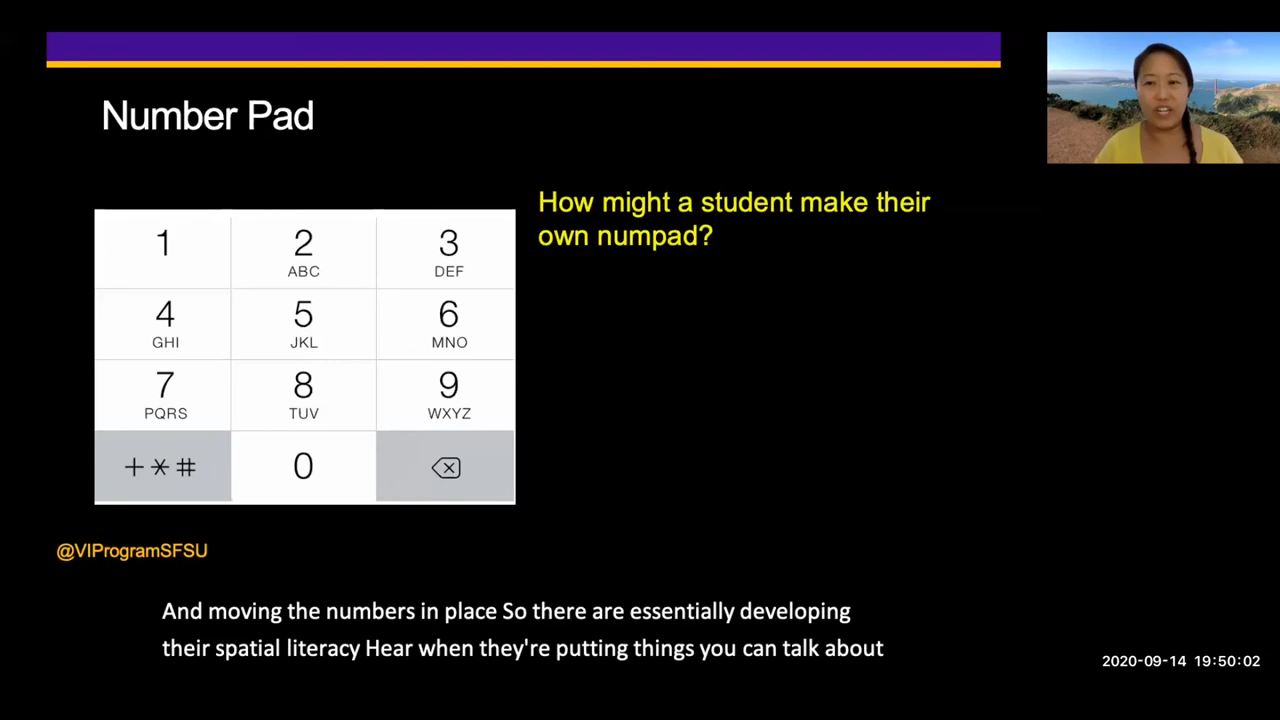 Number Pad
How might a student make their
own numpad?
1 2 3
ABC DEF
4 5 6
GHI JKL MNO
7 8 9
PQRS TUV WXYZ
+*# 0
@VIProgramSFSU
And moving the numbers in place So there are essentially developing
their spatial literacy Hear when they're putting things you can talk about
2020-09-14 19:50:02